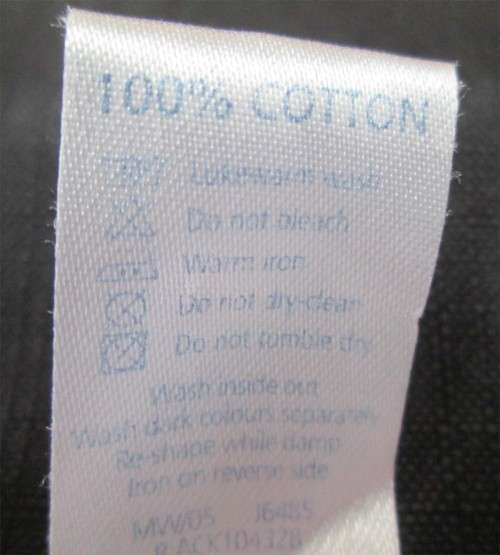 100% COTTON
Lukewarm wash
Do not bleach
Warm iron
Do not dry-clean
Do not tumble dry
Wash inside out
Wash dark colours separately
Re-shape while damp
Iron on reverse side
MW/05 J6485